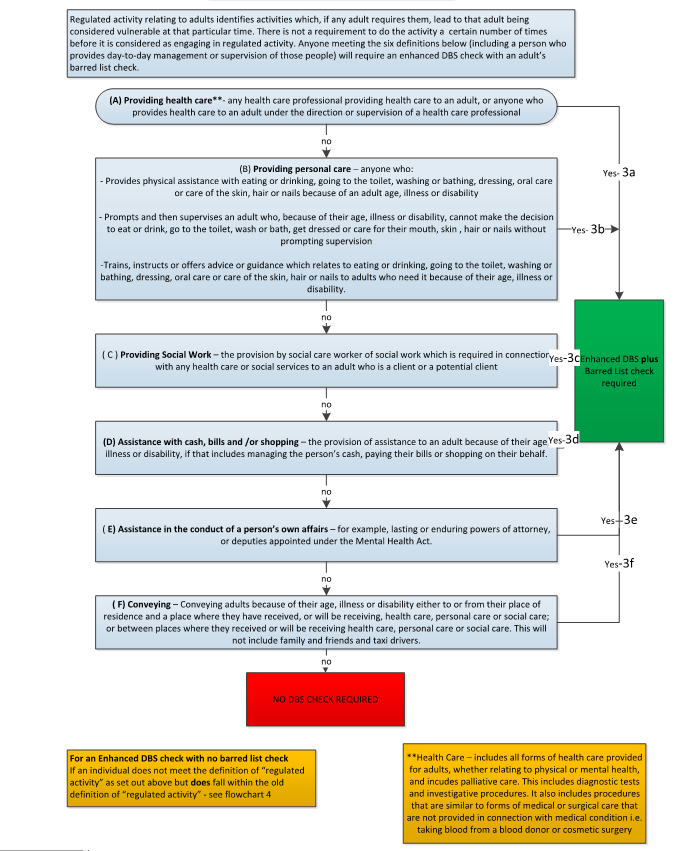 Regulated activity relating to adults identifies activities which, if any adult requires them, lead to that adult being
considered vulnerable at that particular time. There is not a requirement to do the activity a certain number of times
before it is considered as engaging in regulated activity. Anyone meeting the six definitions below (including a person who
provides day-to-day management or supervision of those people) will require an enhanced DBS check with an adult's
barred list check.
(A) Providing health care**- any health care professional providing health care to an adult, or anyone who
provides health care to an adult under the direction or supervision of a health care professional
no
Yes- 3a
(B) Providing personal care – anyone who:
- Provides physical assistance with eating or drinking, going to the toilet, washing or bathing, dressing, oral care
or care of the skin, hair or nails because of an adult age, illness or disability
- Prompts and then supervises an adult who, because of their age, illness or disability, cannot make the decision
to eat or drink, go to the toilet, wash or bath, get dressed or care for their mouth, skin , hair or nails without
prompting supervision
-Trains, instructs or offers advice or guidance which relates to eating or drinking, going to the toilet, washing or
bathing, dressing, oral care or care of the skin, hair or nails to adults who need it because of their age, illness or
disability.
Yes- 3b
no
( C ) Providing Social Work – the provision by social care worker of social work which is required in connection
with any health care or social services to an adult who is a client or a potential client
Yes-3c
Enhanced DBS plus
Barred List check
required
no
(D) Assistance with cash, bills and /or shopping – the provision of assistance to an adult because of their age
illness or disability, if that includes managing the person's cash, paying their bills or shopping on their behalf.
Yes-3d
no
( E) Assistance in the conduct of a person's own affairs – for example, lasting or enduring powers of attorney,
or deputies appointed under the Mental Health Act.
Yes-3e
no
Yes-3f
( F) Conveying – Conveying adults because of their age, illness or disability either to or from their place of
residence and a place where they have received, or will be receiving, health care, personal care or social care;
or between places where they received or will be receiving health care, personal care or social care. This will
not include family and friends and taxi drivers.
no
NO DBS CHECK REQUIRED
For an Enhanced DBS check with no barred list check
If an individual does not meet the definition of "regulated
activity" as set out above but does fall within the old
definition of "regulated activity" - see flowchart 4
**Health Care – includes all forms of health care provided
for adults, whether relating to physical or mental health,
and incudes palliative care. This includes diagnostic tests
and investigative procedures. It also includes procedures
that are similar to forms of medical or surgical care that
are not provided in connection with medical condition i.e.
taking blood from a blood donor or cosmetic surgery